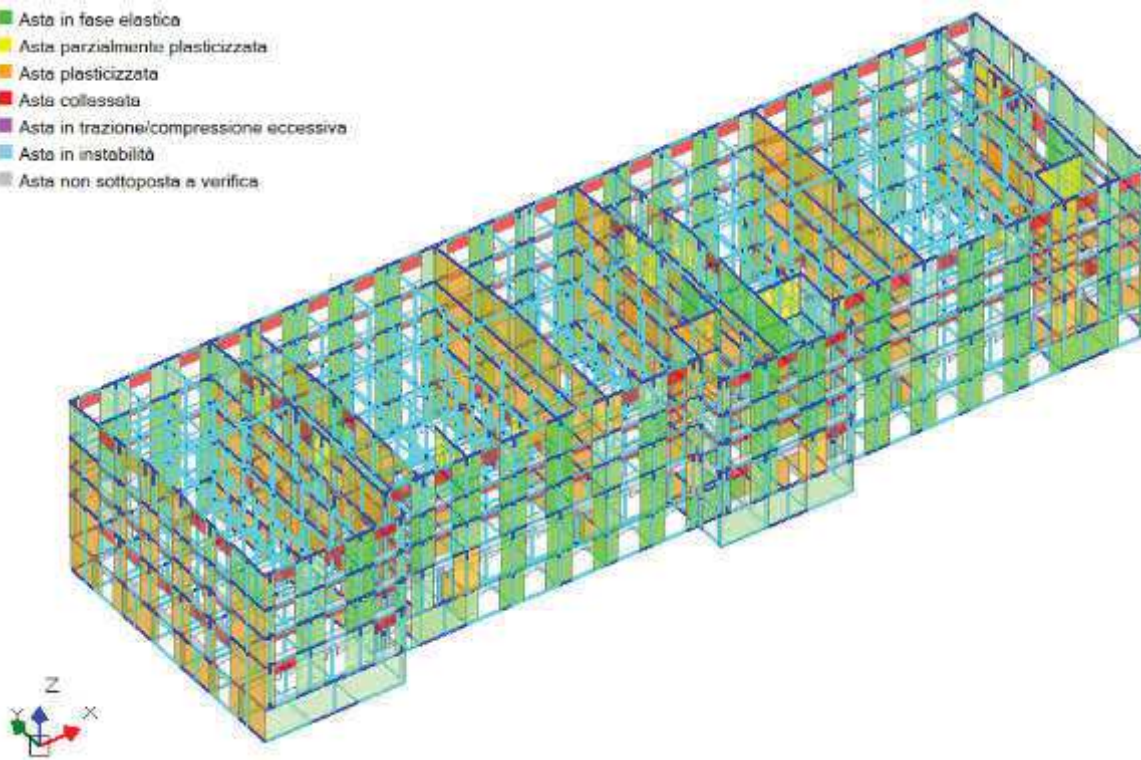 Asta in fase elastica
Asta parzialmente plasticizzata
Asta plasticizzata
Asta collassata
Asta in trazione/compressione eccessiva
Asta in instabilità
Asta non sottoposta a verifica
Z
Y X